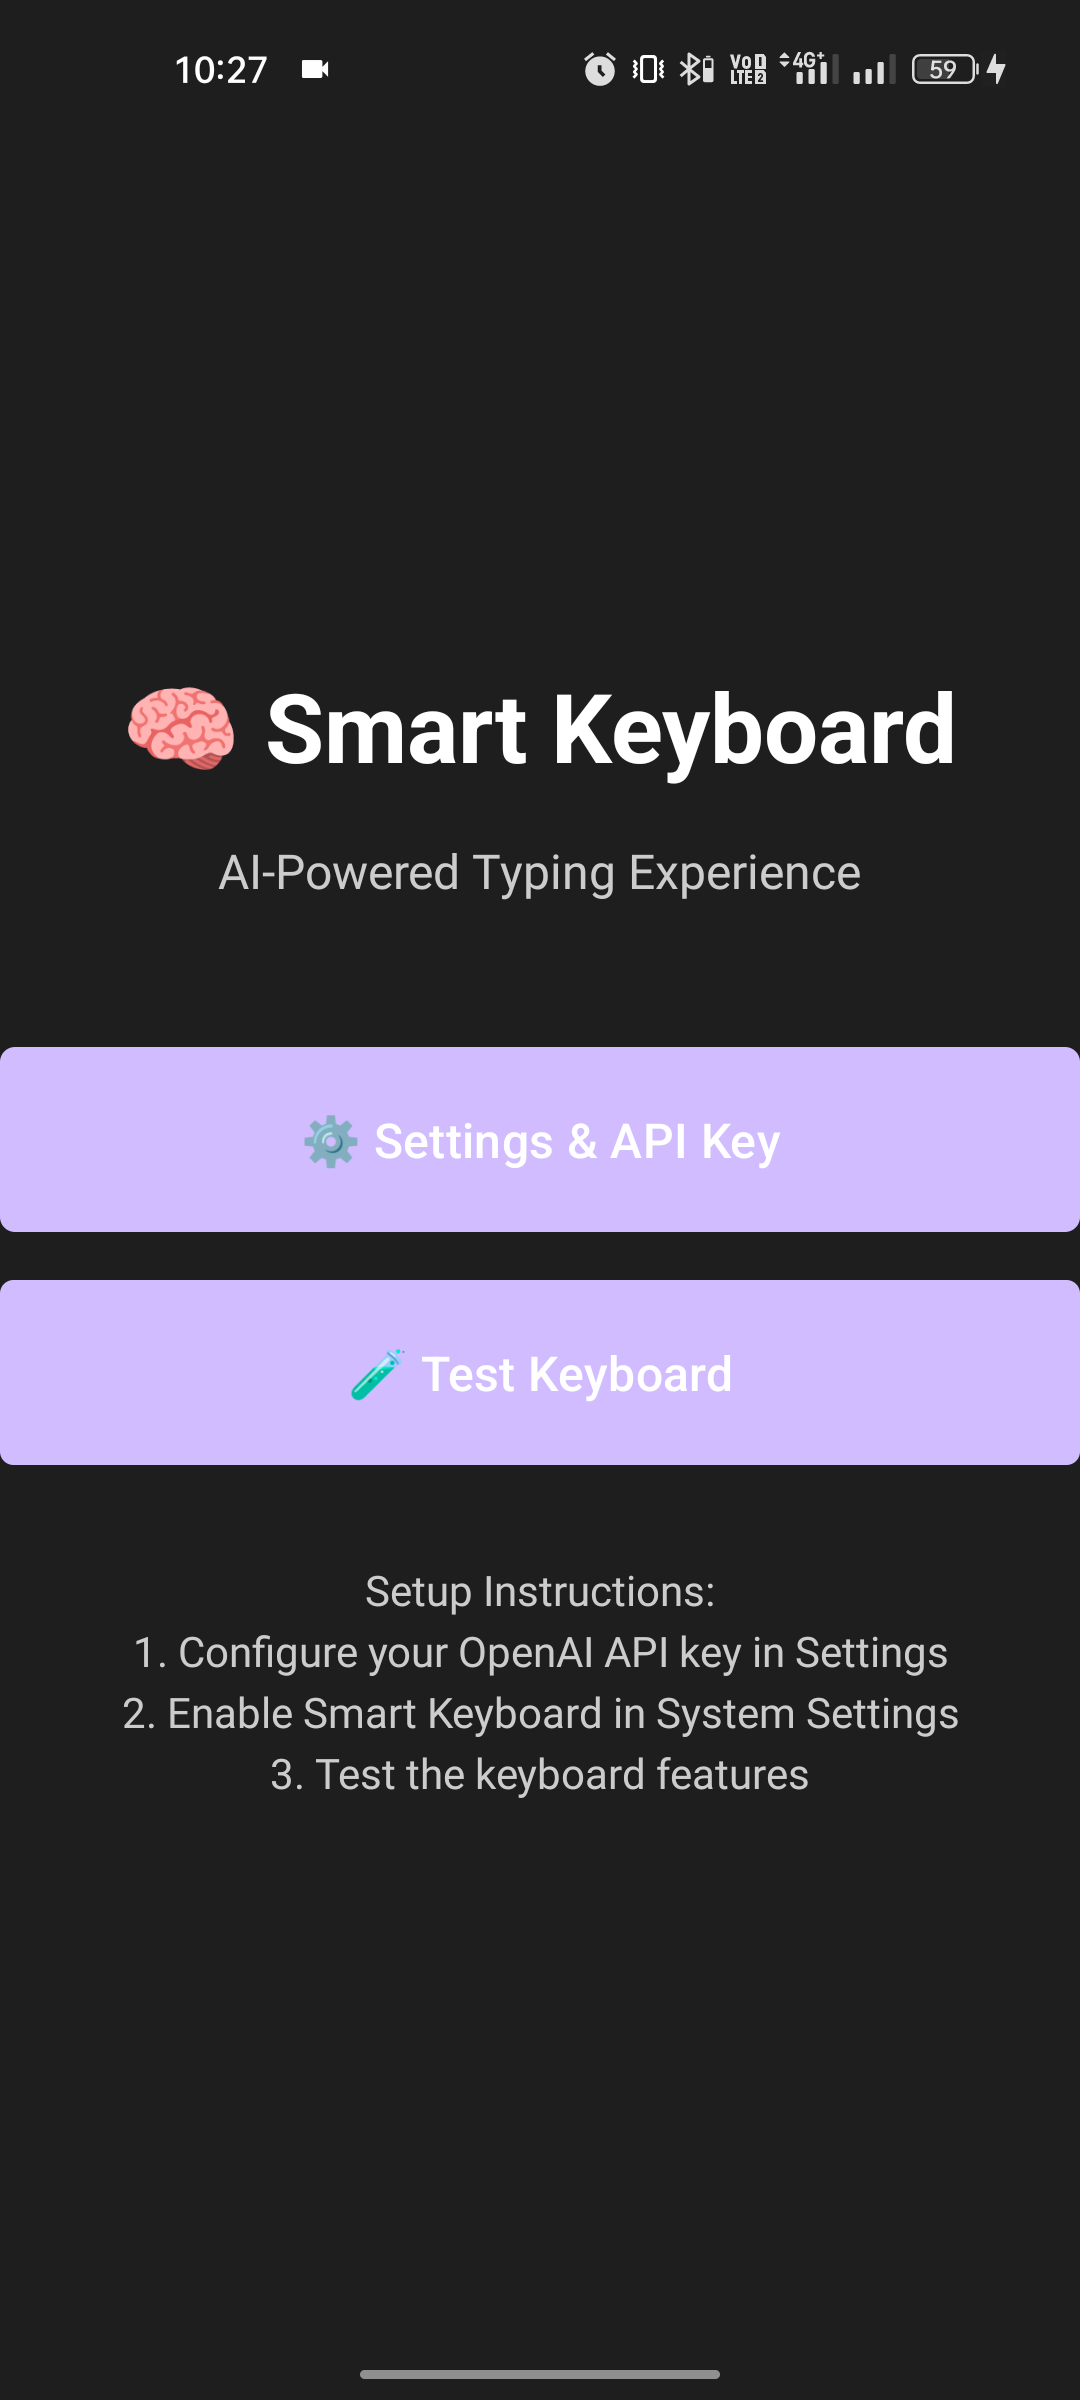 10:27
Vo 1 LTE 2 4G+ 59
🧠 Smart Keyboard
AI-Powered Typing Experience
⚙️ Settings & API Key
🧪 Test Keyboard
Setup Instructions:
1. Configure your OpenAI API key in Settings
2. Enable Smart Keyboard in System Settings
3. Test the keyboard features